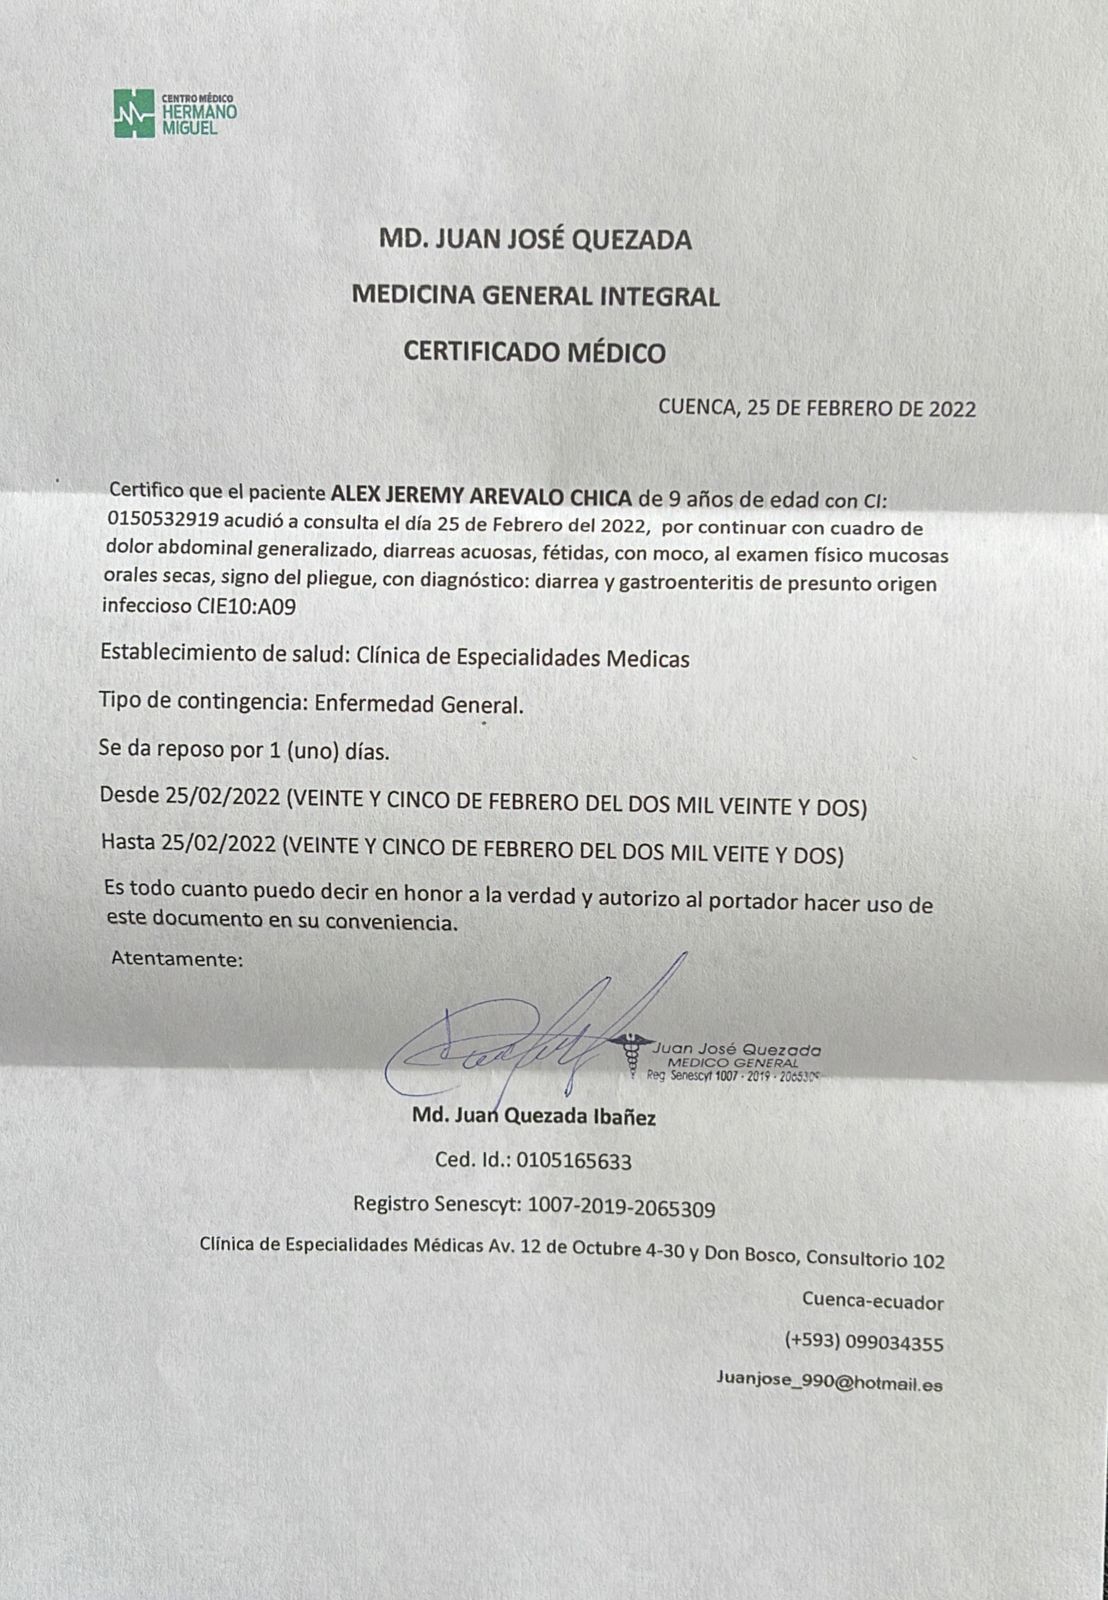 CENTRO MÉDICO
HERMANO
MIGUEL
MD. JUAN JOSÉ QUEZADA
MEDICINA GENERAL INTEGRAL
CERTIFICADO MÉDICO
CUENCA, 25 DE FEBRERO DE 2022
Certifico que el paciente ALEX JEREMY AREVALO CHICA de 9 años de edad con CI:
0150532919 acudió a consulta el día 25 de Febrero del 2022, por continuar con cuadro de
dolor abdominal generalizado, diarreas acuosas, fétidas, con moco, al examen físico mucosas
orales secas, signo del pliegue, con diagnóstico: diarrea y gastroenteritis de presunto origen
infeccioso CIE10:A09
Establecimiento de salud: Clínica de Especialidades Medicas
Tipo de contingencia: Enfermedad General.
Se da reposo por 1 (uno) días.
Desde 25/02/2022 (VEINTE Y CINCO DE FEBRERO DEL DOS MIL VEINTE Y DOS)
Hasta 25/02/2022 (VEINTE Y CINCO DE FEBRERO DEL DOS MIL VEITE Y DOS)
Es todo cuanto puedo decir en honor a la verdad y autorizo al portador hacer uso de
este documento en su conveniencia.
Atentamente:
Juan José Quezada
MEDICO GENERAL
Reg Senescyt 1007 - 2019 - 2065309
Md. Juan Quezada Ibañez
Ced. Id.: 0105165633
Registro Senescyt: 1007-2019-2065309
Clínica de Especialidades Médicas Av. 12 de Octubre 4-30 y Don Bosco, Consultorio 102
Cuenca-ecuador
(+593) 099034355
Juanjose_990@hotmail.es